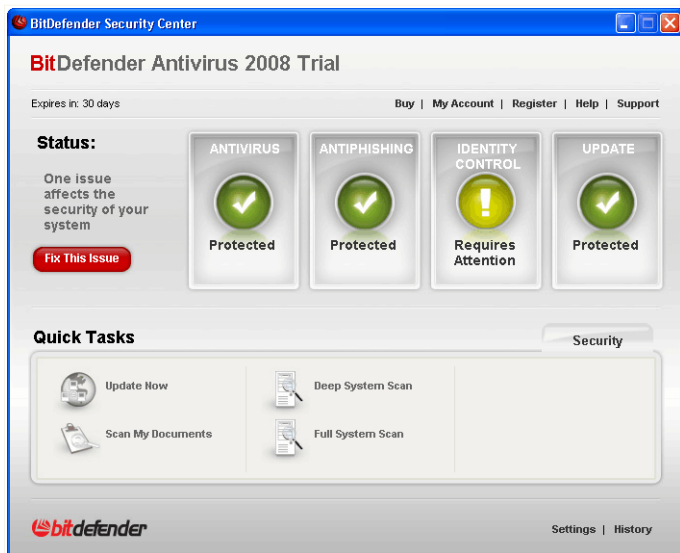 BitDefender Security Center
BitDefender Antivirus 2008 Trial
Expires in: 30 days
Buy | My Account | Register | Help | Support
Status:
One issue
affects the
security of your
system
Fix This Issue
ANTIVIRUS
Protected
ANTIPHISHING
Protected
IDENTITY
CONTROL
Requires
Attention
UPDATE
Protected
Quick Tasks
Security
Update Now
Deep System Scan
Scan My Documents
Full System Scan
bitdefender
Settings | History